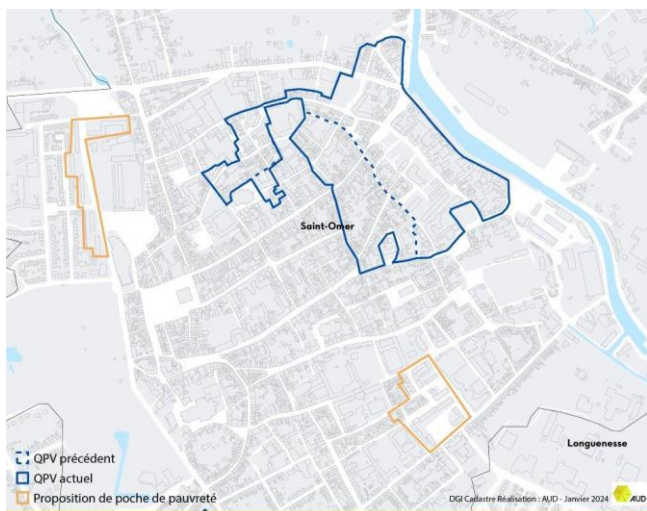 Saint-Omer
Longuenesse
QPV précédent
QPV actuel
Proposition de poche de pauvreté
DGI Cadastre Réalisation : AUD - Janvier 2024
AUD